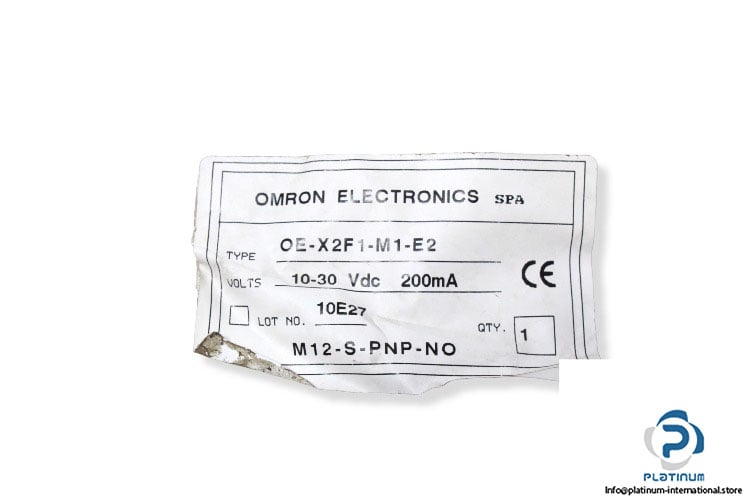 OMRON ELECTRONICS SPA
TYPE OE-X2F1-M1-E2
VOLTS 10-30 Vdc 200mA
CE
LOT NO. 10E27
QTY. 1
M12-S-PNP-NO
PLATINUM
Info@platinum-international.store